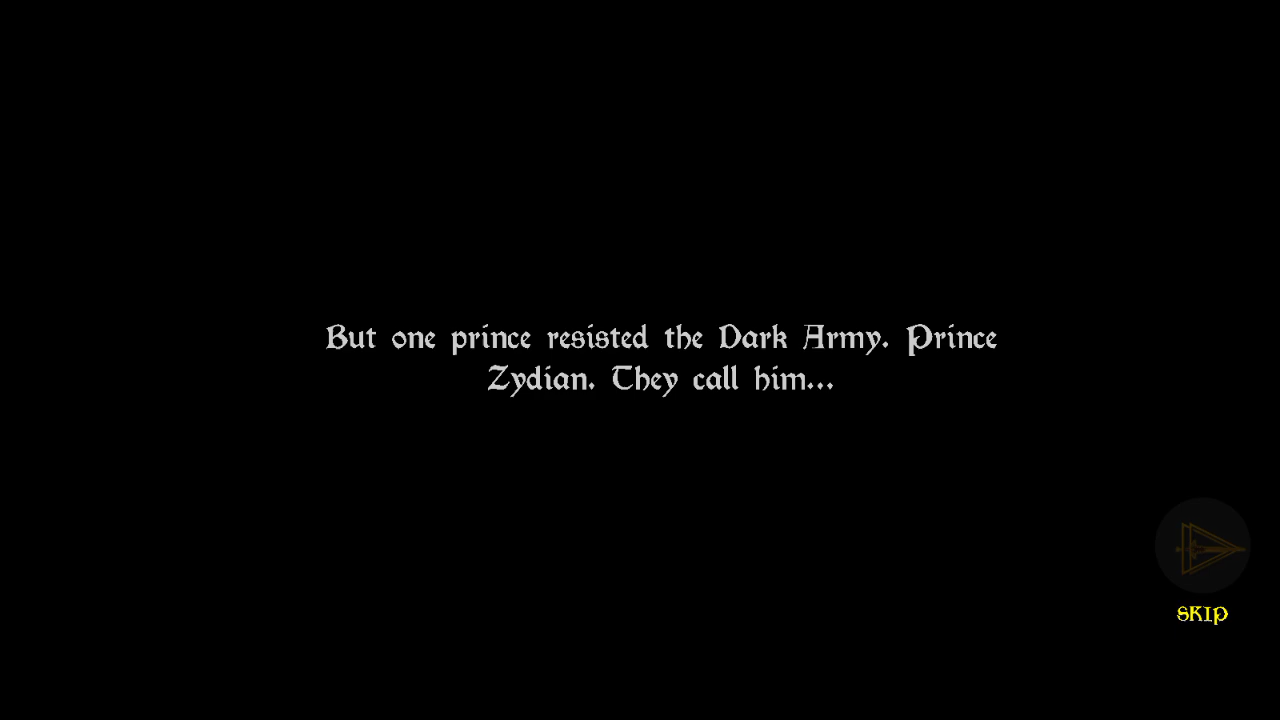 But one prince resisted the Dark Army. Prince
Zydian. They call him...
SKIP